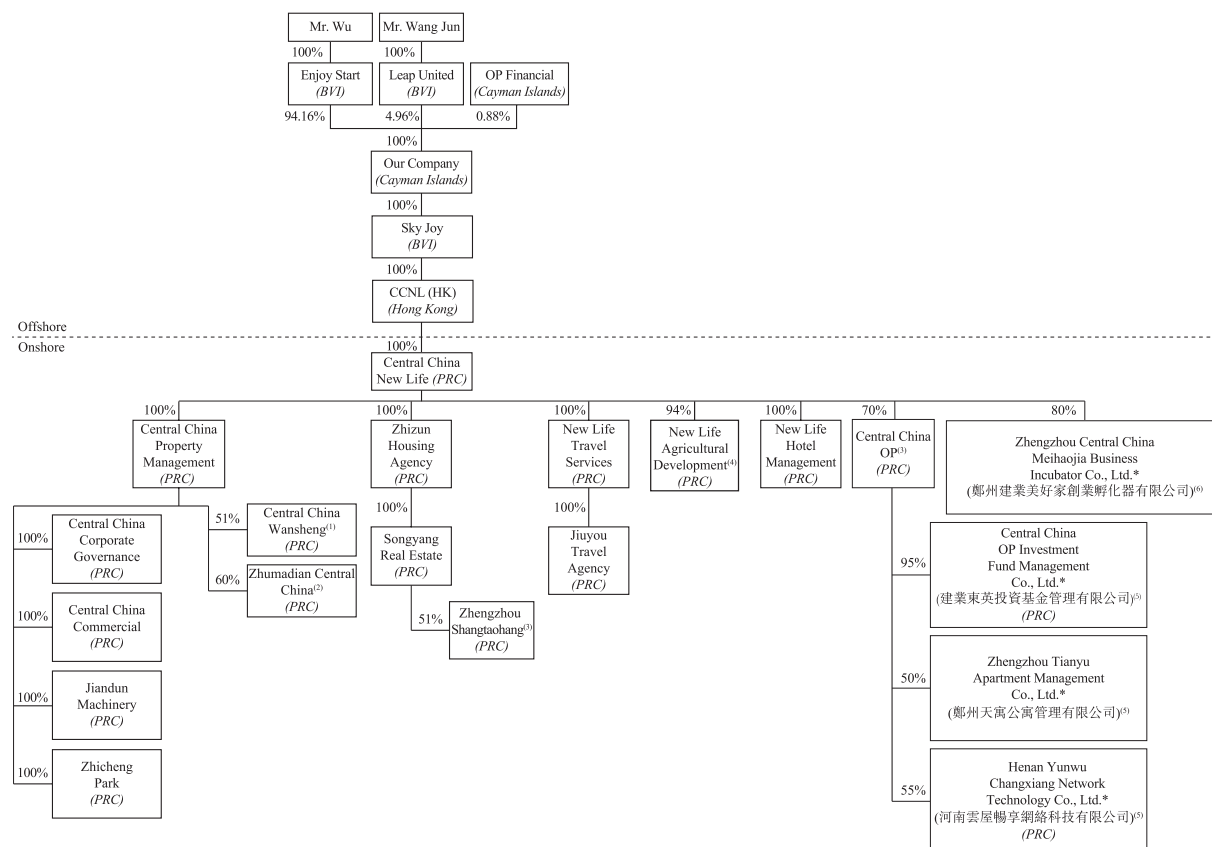 Mr. Wu
Mr. Wang Jun
100%
100%
Enjoy Start
(BVI)
Leap United
(BVI)
OP Financial
(Cayman Islands)
94.16%
4.96%
0.88%
100%
Our Company
(Cayman Islands)
100%
Sky Joy
(BVI)
100%
CCNL (HK)
(Hong Kong)
Offshore
Onshore
100%
Central China
New Life (PRC)
100%
100%
100%
94%
100%
70%
80%
Central China
Property
Management
(PRC)
Zhizun
Housing
Agency
(PRC)
New Life
Travel
Services
(PRC)
New Life
Agricultural
Development(4)
(PRC)
New Life
Hotel
Management
(PRC)
Central China
OP(3)
(PRC)
Zhengzhou Central China
Meihaojia Business
Incubator Co., Ltd.*
(鄭州建業美好家創業孵化器有限公司)(6)
100%
Central China
Corporate
Governance
(PRC)
51%
Central China
Wansheng(1)
(PRC)
60%
Zhumadian Central
China(2)
(PRC)
100%
Songyang
Real Estate
(PRC)
100%
Jiuyou
Travel
Agency
(PRC)
95%
Central China
OP Investment
Fund Management
Co., Ltd.*
(建業東英投資基金管理有限公司)(5)
(PRC)
100%
Central China
Commercial
(PRC)
51%
Zhengzhou
Shangtaohang(3)
(PRC)
100%
Jiandun
Machinery
(PRC)
50%
Zhengzhou Tianyu
Apartment Management
Co., Ltd.*
(鄭州天寓公寓管理有限公司)(5)
100%
Zhicheng
Park
(PRC)
55%
Henan Yunwu
Changxiang Network
Technology Co., Ltd.*
(河南雲屋暢享網絡科技有限公司)(5)
(PRC)